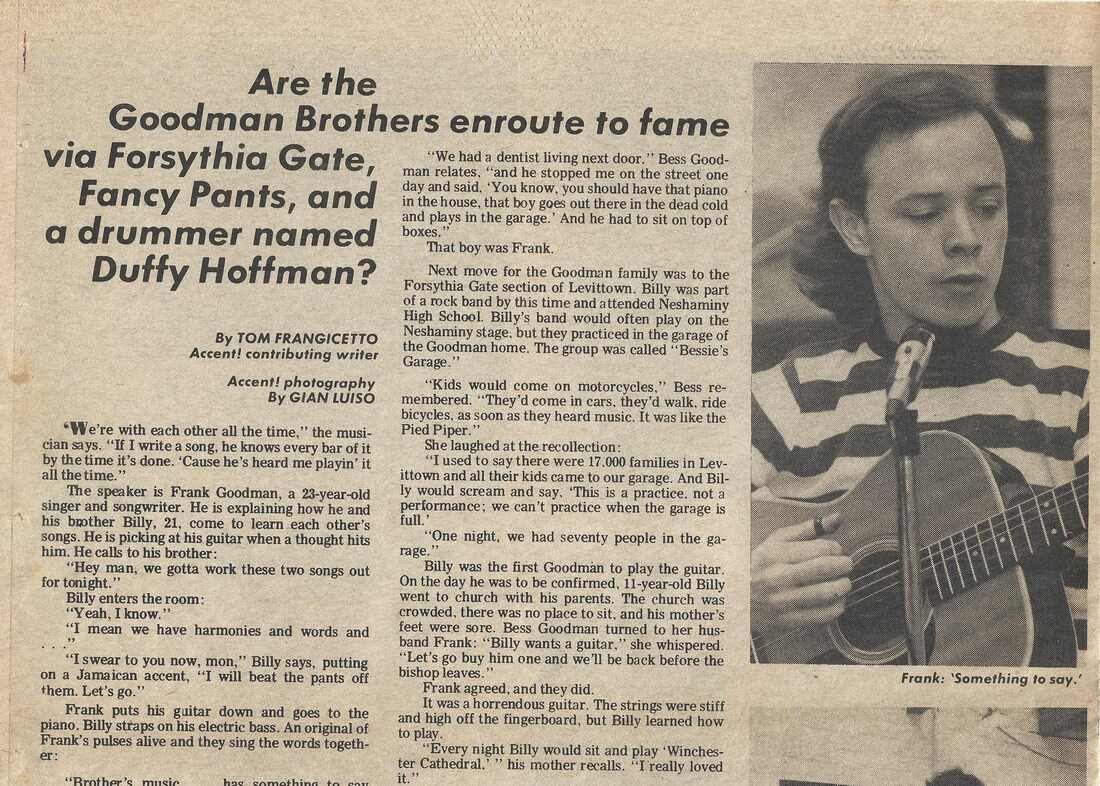 Are the
Goodman Brothers enroute to fame
via Forsythia Gate,
Fancy Pants, and
a drummer named
Duffy Hoffman?
By TOM FRANGICETTO
Accent! contributing writer
Accent! photography
By GIAN LUISO
“We’re with each other all the time,” the musi-
cian says. “If I write a song, he knows every bar of it
by the time it’s done. ‘Cause he’s heard me playin’ it
all the time.”
The speaker is Frank Goodman, a 23-year-old
singer and songwriter. He is explaining how he and
his brother Billy, 21, come to learn each other’s
songs. He is picking at his guitar when a thought hits
him. He calls to his brother:
“Hey man, we gotta work these two songs out
for tonight.”
Billy enters the room:
“Yeah, I know.”
“I mean we have harmonies and words and
. . .”
“I swear to you now, mon,” Billy says, putting
on a Jamaican accent, “I will beat the pants off
them. Let’s go.”
Frank puts his guitar down and goes to the
piano. Billy straps on his electric bass. An original of
Frank’s pulses alive and they sing the words togeth-
er:
“Brother’s music has something to say
“We had a dentist living next door.” Bess Good-
man relates, “and he stopped me on the street one
day and said, ‘You know, you should have that piano
in the house, that boy goes out there in the dead cold
and plays in the garage.’ And he had to sit on top of
boxes.”
That boy was Frank.
Next move for the Goodman family was to the
Forsythia Gate section of Levittown. Billy was part
of a rock band by this time and attended Neshaminy
High School. Billy’s band would often play on the
Neshaminy stage, but they practiced in the garage of
the Goodman home. The group was called “Bessie’s
Garage.”
“Kids would come on motorcycles,” Bess re-
membered. “They’d come in cars, they’d walk, ride
bicycles, as soon as they heard music. It was like the
Pied Piper.”
She laughed at the recollection:
“I used to say there were 17,000 families in Lev-
ittown and all their kids came to our garage. And Bil-
ly would scream and say, ‘This is a practice, not a
performance; we can’t practice when the garage is
full.’
“One night, we had seventy people in the ga-
rage.”
Billy was the first Goodman to play the guitar.
On the day he was to be confirmed, 11-year-old Billy
went to church with his parents. The church was
crowded, there was no place to sit, and his mother’s
feet were sore. Bess Goodman turned to her hus-
band Frank: “Billy wants a guitar,” she whispered.
“Let’s go buy him one and we’ll be back before the
bishop leaves.”
Frank agreed, and they did.
It was a horrendous guitar. The strings were stiff
and high off the fingerboard, but Billy learned how
to play.
“Every night Billy would sit and play ‘Winches-
ter Cathedral,’ ” his mother recalls. “I really loved
it.”
Frank: ‘Something to say.’